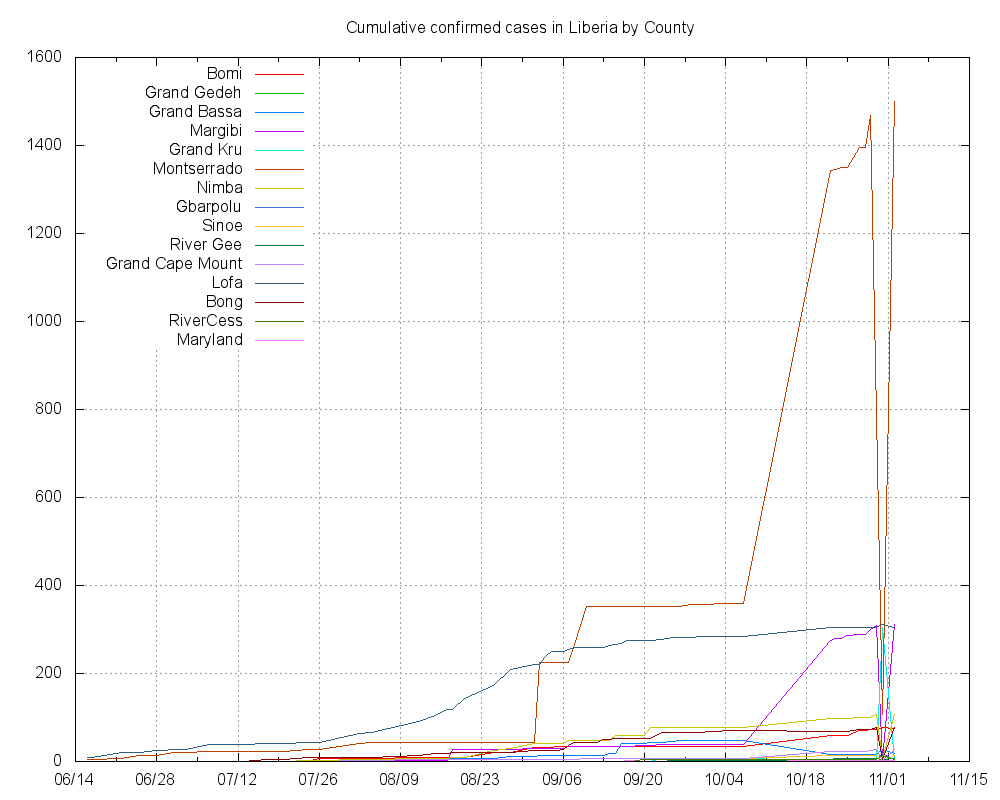 Cumulative confirmed cases in Liberia by County
1600
1400
1200
1000
800
600
400
200
0
Bomi
Grand Gedeh
Grand Bassa
Margibi
Grand Kru
Montserrado
Nimba
Gbarpolu
Sinoe
River Gee
Grand Cape Mount
Lofa
Bong
RiverCess
Maryland
06/14 06/28 07/12 07/26 08/09 08/23 09/06 09/20 10/04 10/18 11/01 11/15